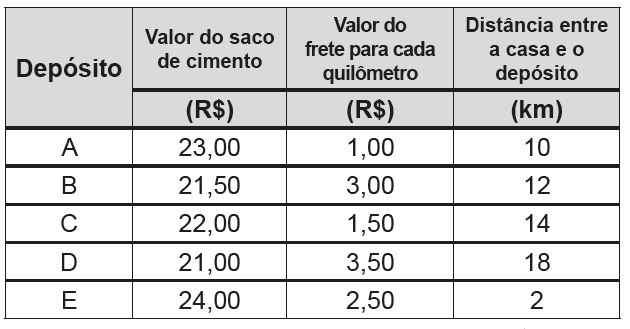 Depósito
Valor do saco
de cimento
(R$)
Valor do
frete para cada
quilômetro
(R$)
Distância entre
a casa e o
depósito
(km)
A 23,00 1,00 10
B 21,50 3,00 12
C 22,00 1,50 14
D 21,00 3,50 18
E 24,00 2,50 2